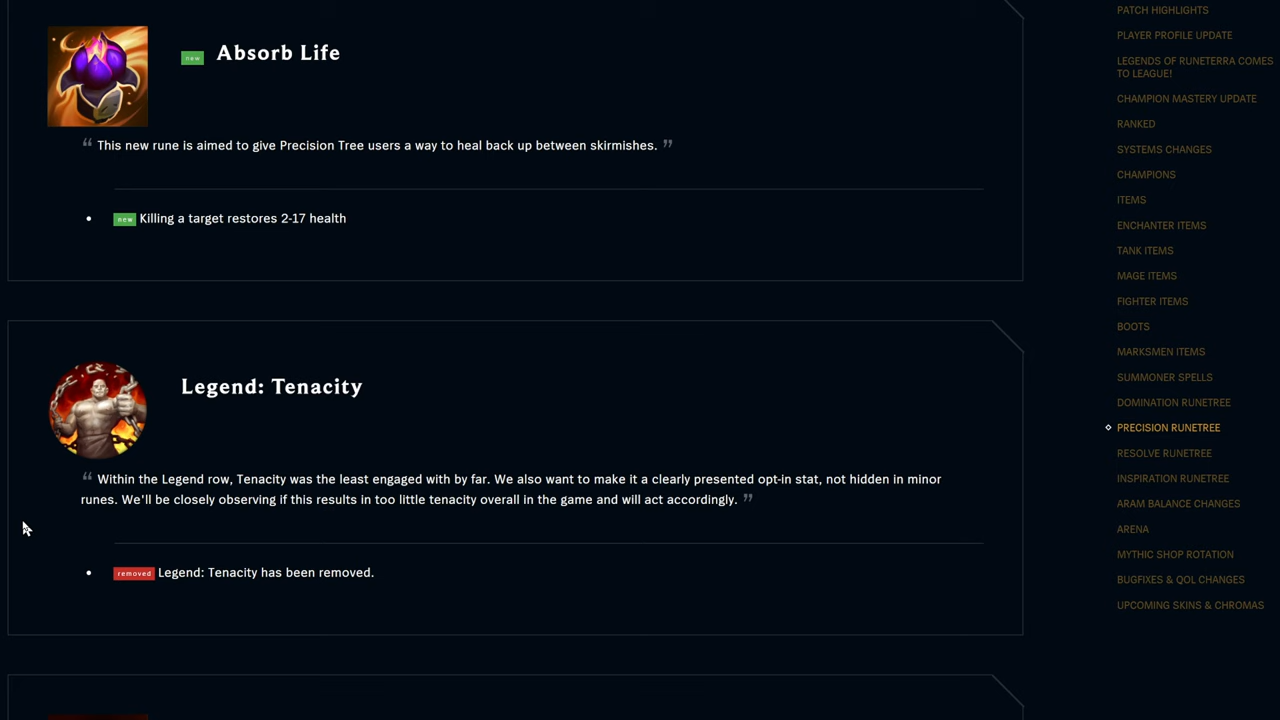 new Absorb Life
“ This new rune is aimed to give Precision Tree users a way to heal back up between skirmishes. ”
• new Killing a target restores 2-17 health
Legend: Tenacity
“ Within the Legend row, Tenacity was the least engaged with by far. We also want to make it a clearly presented opt-in stat, not hidden in minor
runes. We'll be closely observing if this results in too little tenacity overall in the game and will act accordingly. ”
• removed Legend: Tenacity has been removed.
PATCH HIGHLIGHTS
PLAYER PROFILE UPDATE
LEGENDS OF RUNETERRA COMES
TO LEAGUE!
CHAMPION MASTERY UPDATE
RANKED
SYSTEMS CHANGES
CHAMPIONS
ITEMS
ENCHANTER ITEMS
TANK ITEMS
MAGE ITEMS
FIGHTER ITEMS
BOOTS
MARKSMEN ITEMS
SUMMONER SPELLS
DOMINATION RUNETREE
PRECISION RUNETREE
RESOLVE RUNETREE
INSPIRATION RUNETREE
ARAM BALANCE CHANGES
ARENA
MYTHIC SHOP ROTATION
BUGFIXES & QOL CHANGES
UPCOMING SKINS & CHROMAS